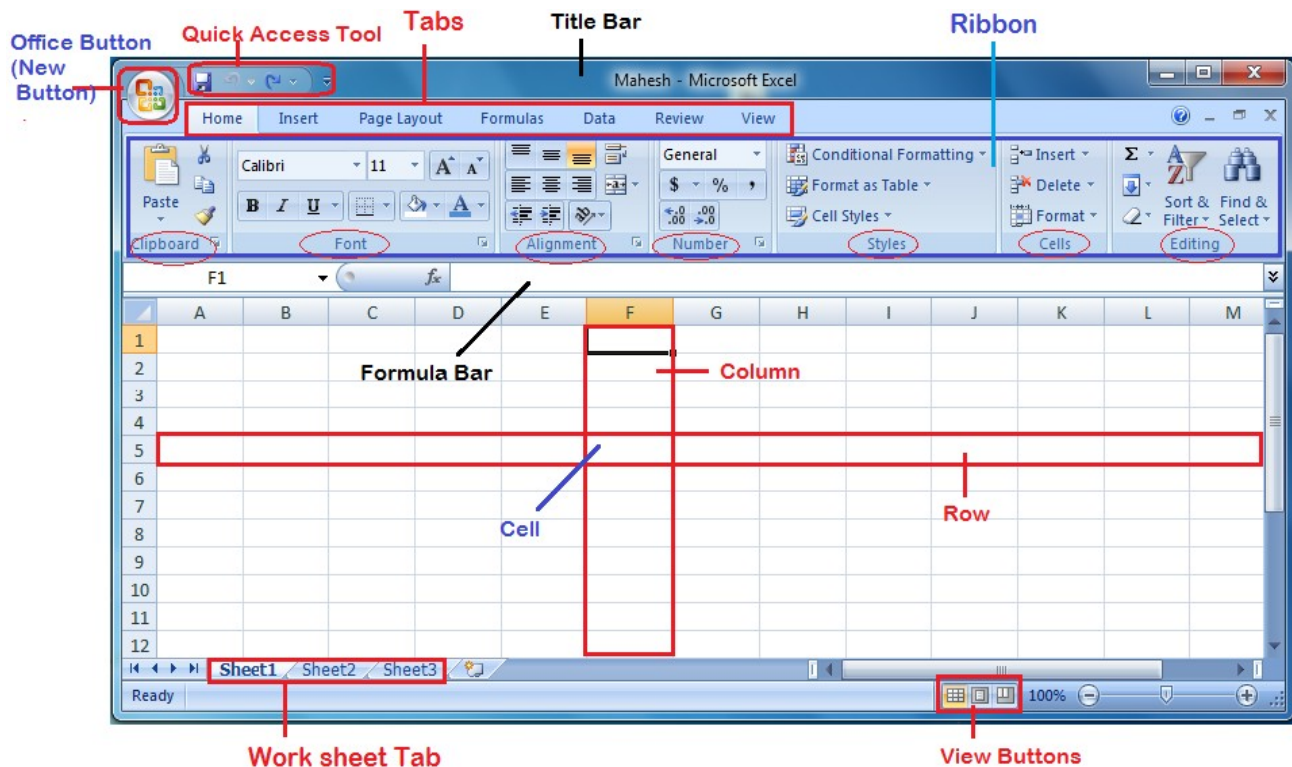 Office Button
(New
Button)
Quick Access Tool
Tabs
Title Bar
Ribbon
Mahesh - Microsoft Excel
Home Insert Page Layout Formulas Data Review View
Calibri 11 General Conditional Formatting Insert Σ
Paste $ % , Format as Table Delete Sort & Find &
B I U A .00 .0 Cell Styles Format Filter Select
Clipboard Font Alignment Number Styles Cells Editing
F1 fx
A B C D E F G H I J K L M
1
2
3
4
5
6
7
8
9
10
11
12
Formula Bar
Column
Cell
Row
Sheet1 Sheet2 Sheet3
Ready 100%
Work sheet Tab
View Buttons